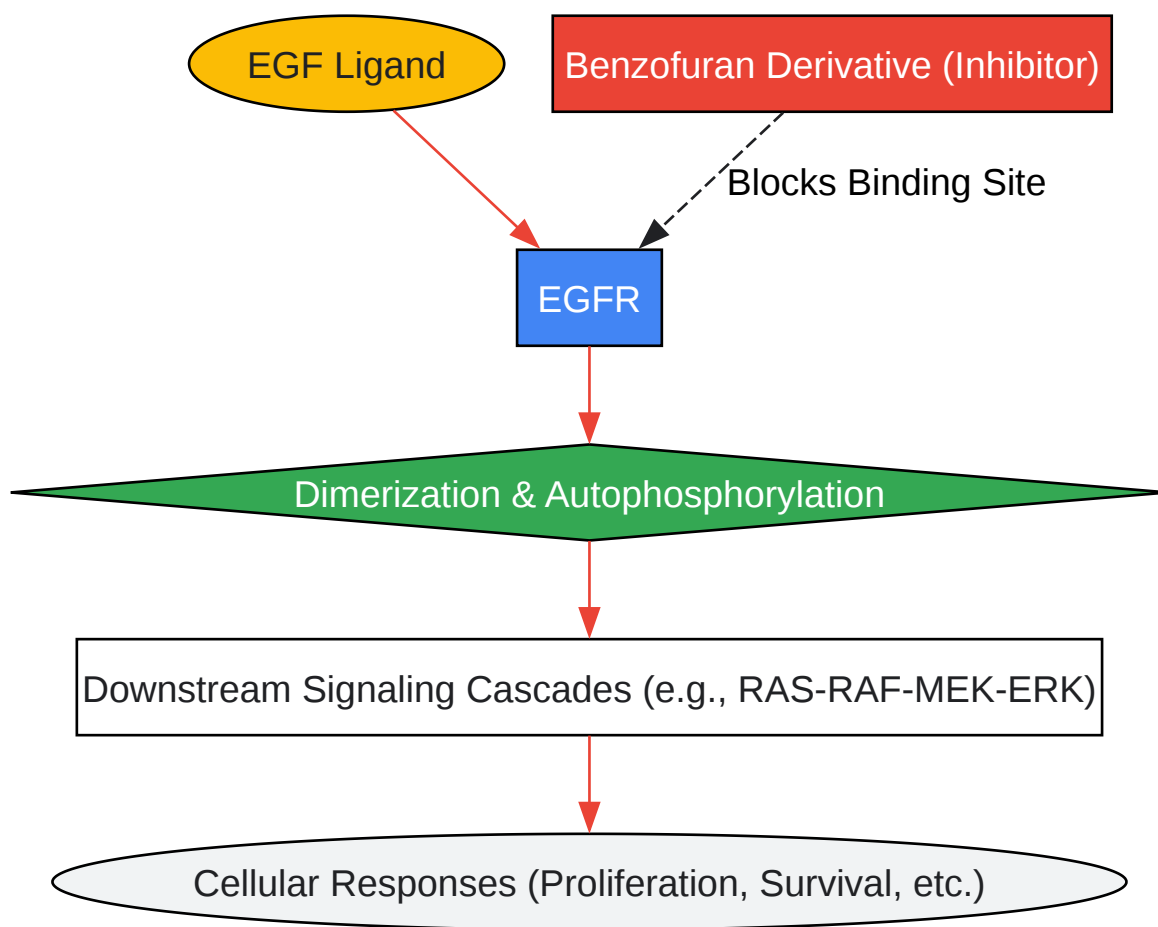 EGF Ligand
Benzofuran Derivative (Inhibitor)
Blocks Binding Site
EGFR
Dimerization & Autophosphorylation
Downstream Signaling Cascades (e.g., RAS-RAF-MEK-ERK)
Cellular Responses (Proliferation, Survival, etc.)